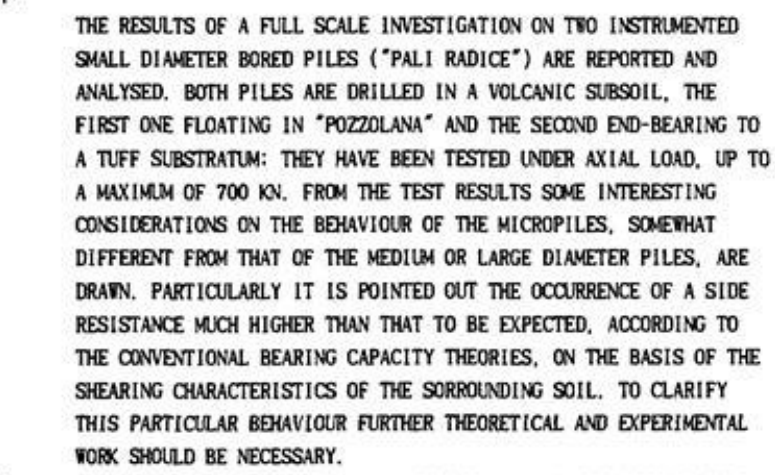 THE RESULTS OF A FULL SCALE INVESTIGATION ON TWO INSTRUMENTED
SMALL DIAMETER BORED PILES ("PALI RADICE") ARE REPORTED AND
ANALYSED. BOTH PILES ARE DRILLED IN A VOLCANIC SUBSOIL, THE
FIRST ONE FLOATING IN "POZZOLANA" AND THE SECOND END-BEARING TO
A TUFF SUBSTRATUM: THEY HAVE BEEN TESTED UNDER AXIAL LOAD, UP TO
A MAXIMUM OF 700 KN. FROM THE TEST RESULTS SOME INTERESTING
CONSIDERATIONS ON THE BEHAVIOUR OF THE MICROPILES, SOMEWHAT
DIFFERENT FROM THAT OF THE MEDIUM OR LARGE DIAMETER PILES, ARE
DRAWN. PARTICULARLY IT IS POINTED OUT THE OCCURRENCE OF A SIDE
RESISTANCE MUCH HIGHER THAN THAT TO BE EXPECTED, ACCORDING TO
THE CONVENTIONAL BEARING CAPACITY THEORIES, ON THE BASIS OF THE
SHEARING CHARACTERISTICS OF THE SORROUNDING SOIL. TO CLARIFY
THIS PARTICULAR BEHAVIOUR FURTHER THEORETICAL AND EXPERIMENTAL
WORK SHOULD BE NECESSARY.